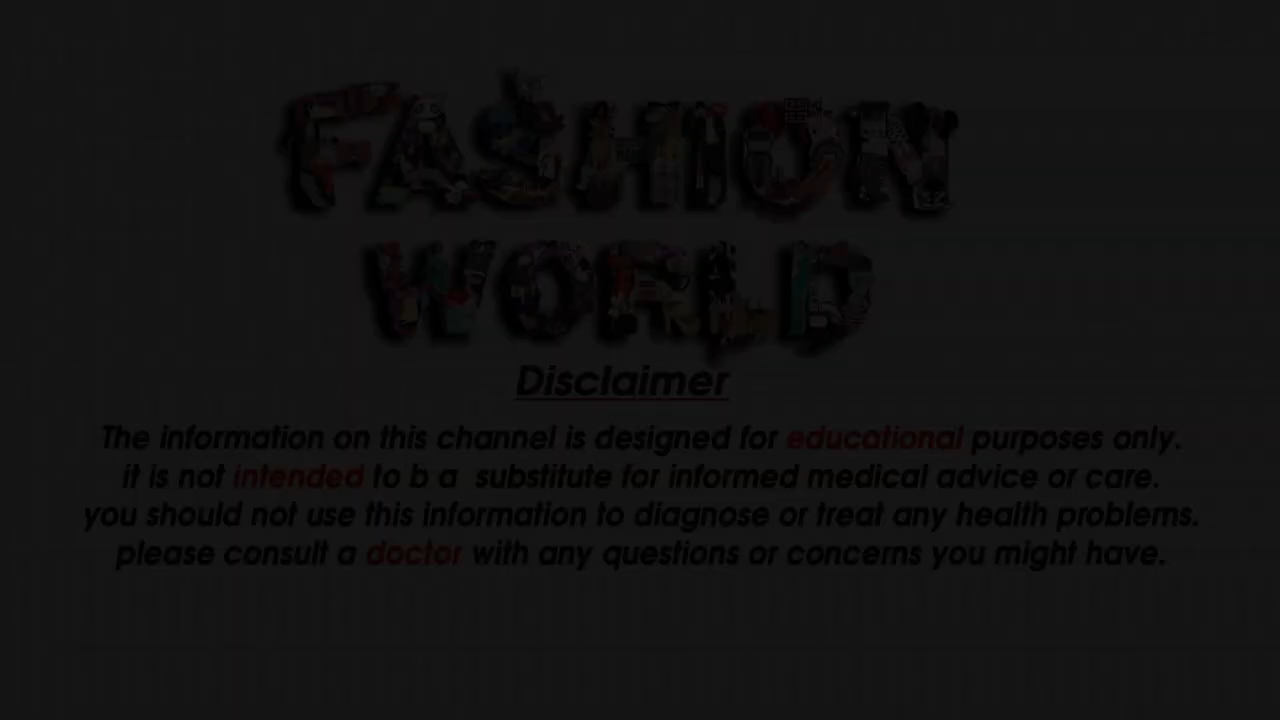 FASHION
WORLD
Disclaimer
The information on this channel is designed for educational purposes only.
it is not intended to b a substitute for informed medical advice or care.
you should not use this information to diagnose or treat any health problems.
please consult a doctor with any questions or concerns you might have.